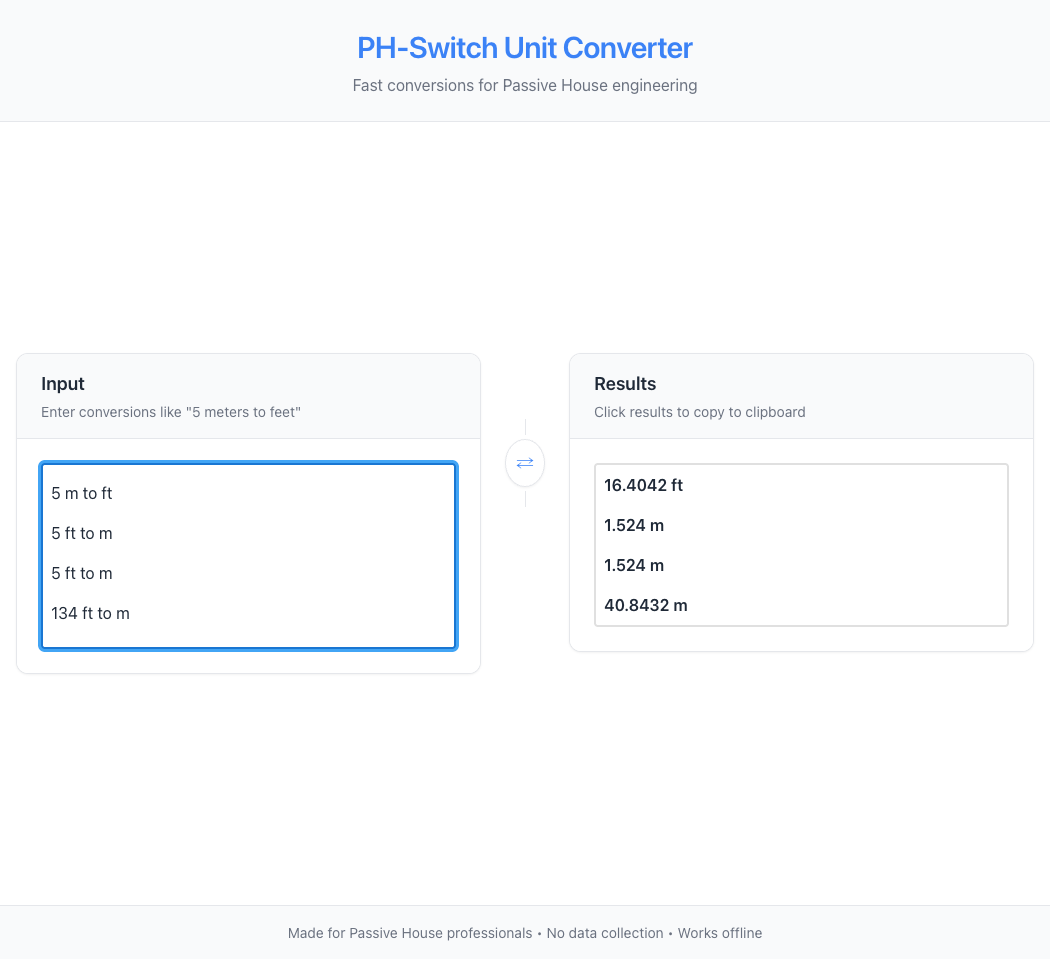 PH-Switch Unit Converter
Fast conversions for Passive House engineering
Input
Enter conversions like "5 meters to feet"
5 m to ft
5 ft to m
5 ft to m
134 ft to m
⇄
Results
Click results to copy to clipboard
16.4042 ft
1.524 m
1.524 m
40.8432 m
Made for Passive House professionals • No data collection • Works offline